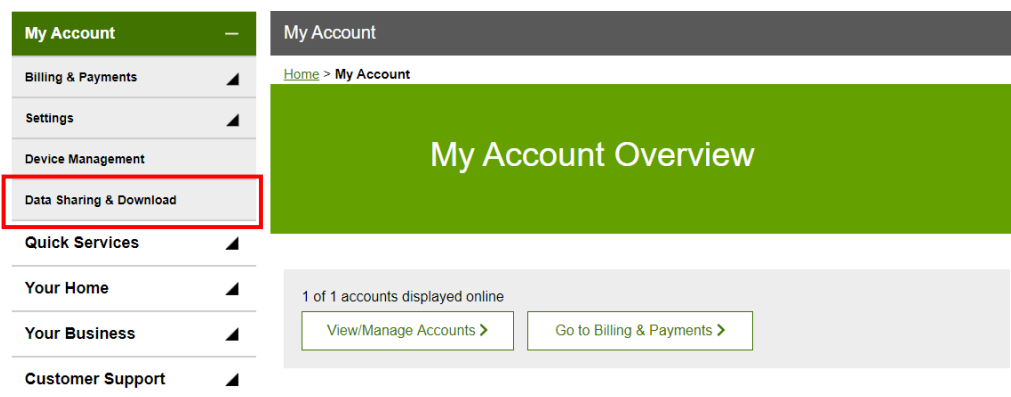 My Account
Billing & Payments
Settings
Device Management
Data Sharing & Download
Quick Services
Your Home
Your Business
Customer Support
My Account
Home > My Account
My Account Overview
1 of 1 accounts displayed online
View/Manage Accounts >
Go to Billing & Payments >